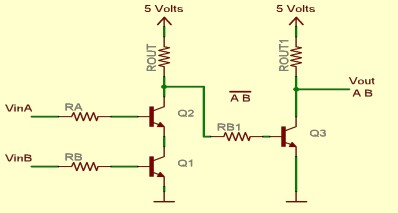 5 Volts
5 Volts
ROUT
ROUT1
Vout
A B
A B
VinA
RA
Q2
RB1
Q3
VinB
RB
Q1